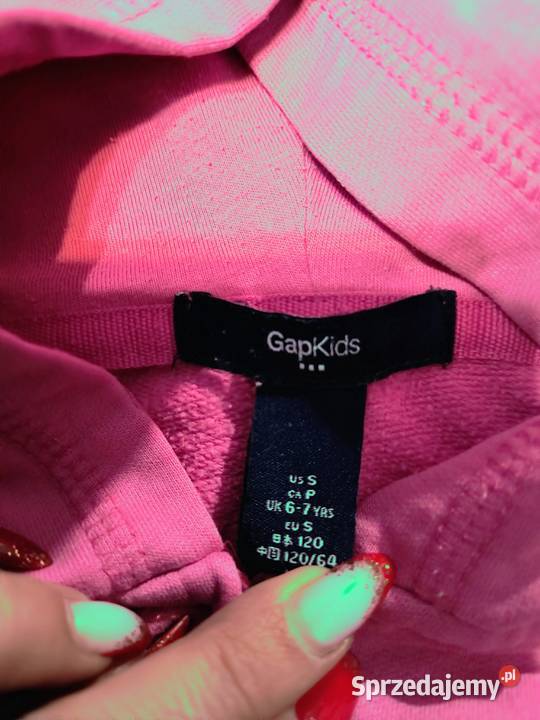 GapKids
US S
CA P
UK 6-7 YRS
EU S
日本 120
中国 120/64
Sprzedajemy.pl